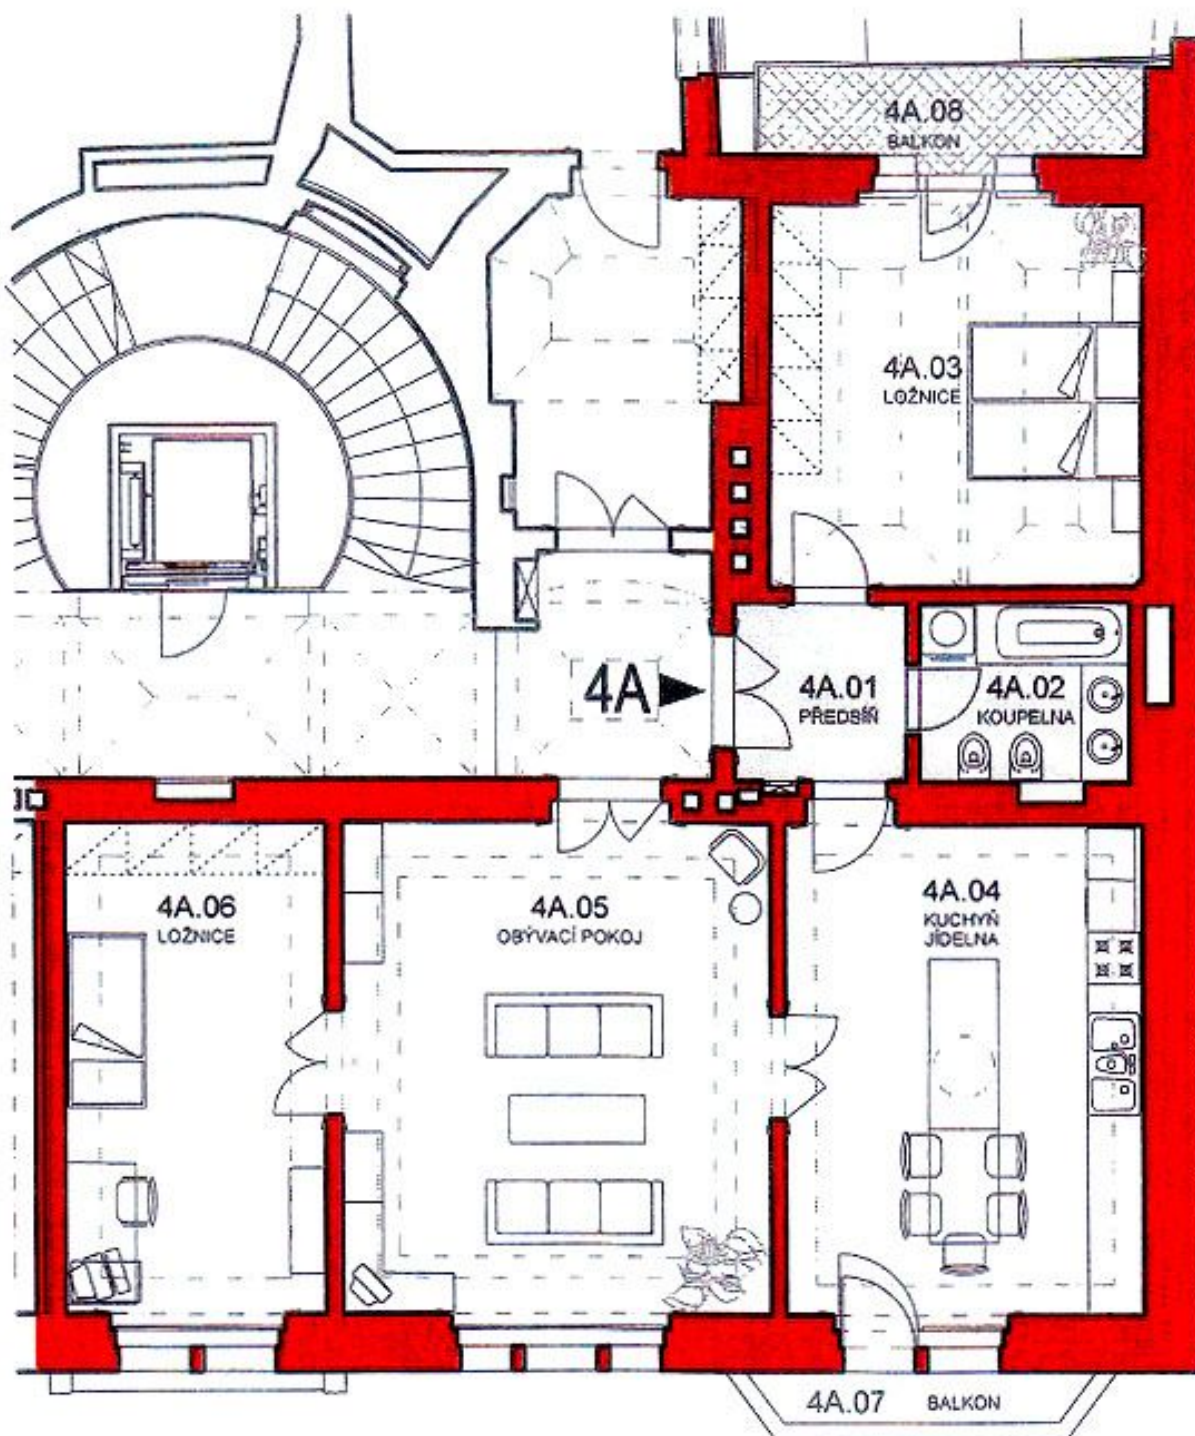 4A.08
BALKON
4A.03
LOŽNICE
4A
4A.01
PŘEDSÍŇ
4A.02
KOUPELNA
4A.06
LOŽNICE
4A.05
OBÝVACÍ POKOJ
4A.04
KUCHYŇ
JÍDELNA
4A.07 BALKON